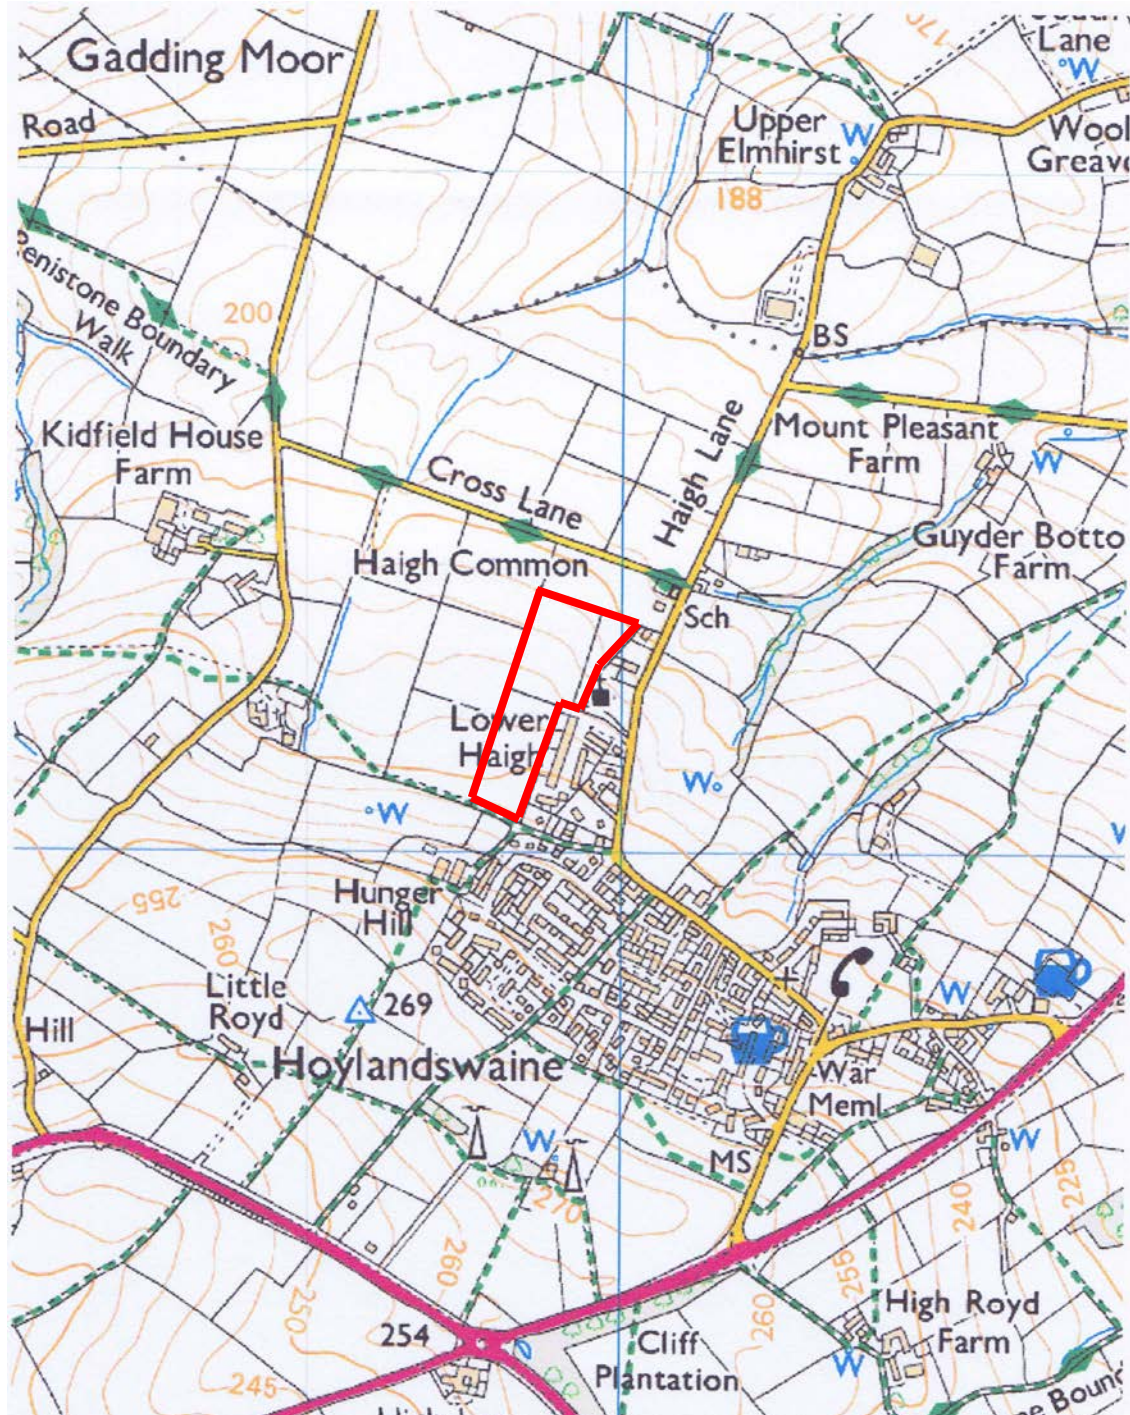 Gadding Moor
Lane
W
Road
Upper
Elmhirst
W
Wool
Greave
170
188
Penistone Boundary
Walk
200
BS
Kidfield House
Farm
Haigh Lane
Mount Pleasant
Farm
W
Cross Lane
Haigh Common
Guyder Botto
Farm
Sch
Lower
Haigh
W
W
Hunger
Hill
255
260
Little
Royd
269
W
Hill
Hoylandswaine
War
Meml
W
MS
W
270
225
240
260
250
255
260
254
High Royd
Farm
Cliff
Plantation
W
245
ne Bound